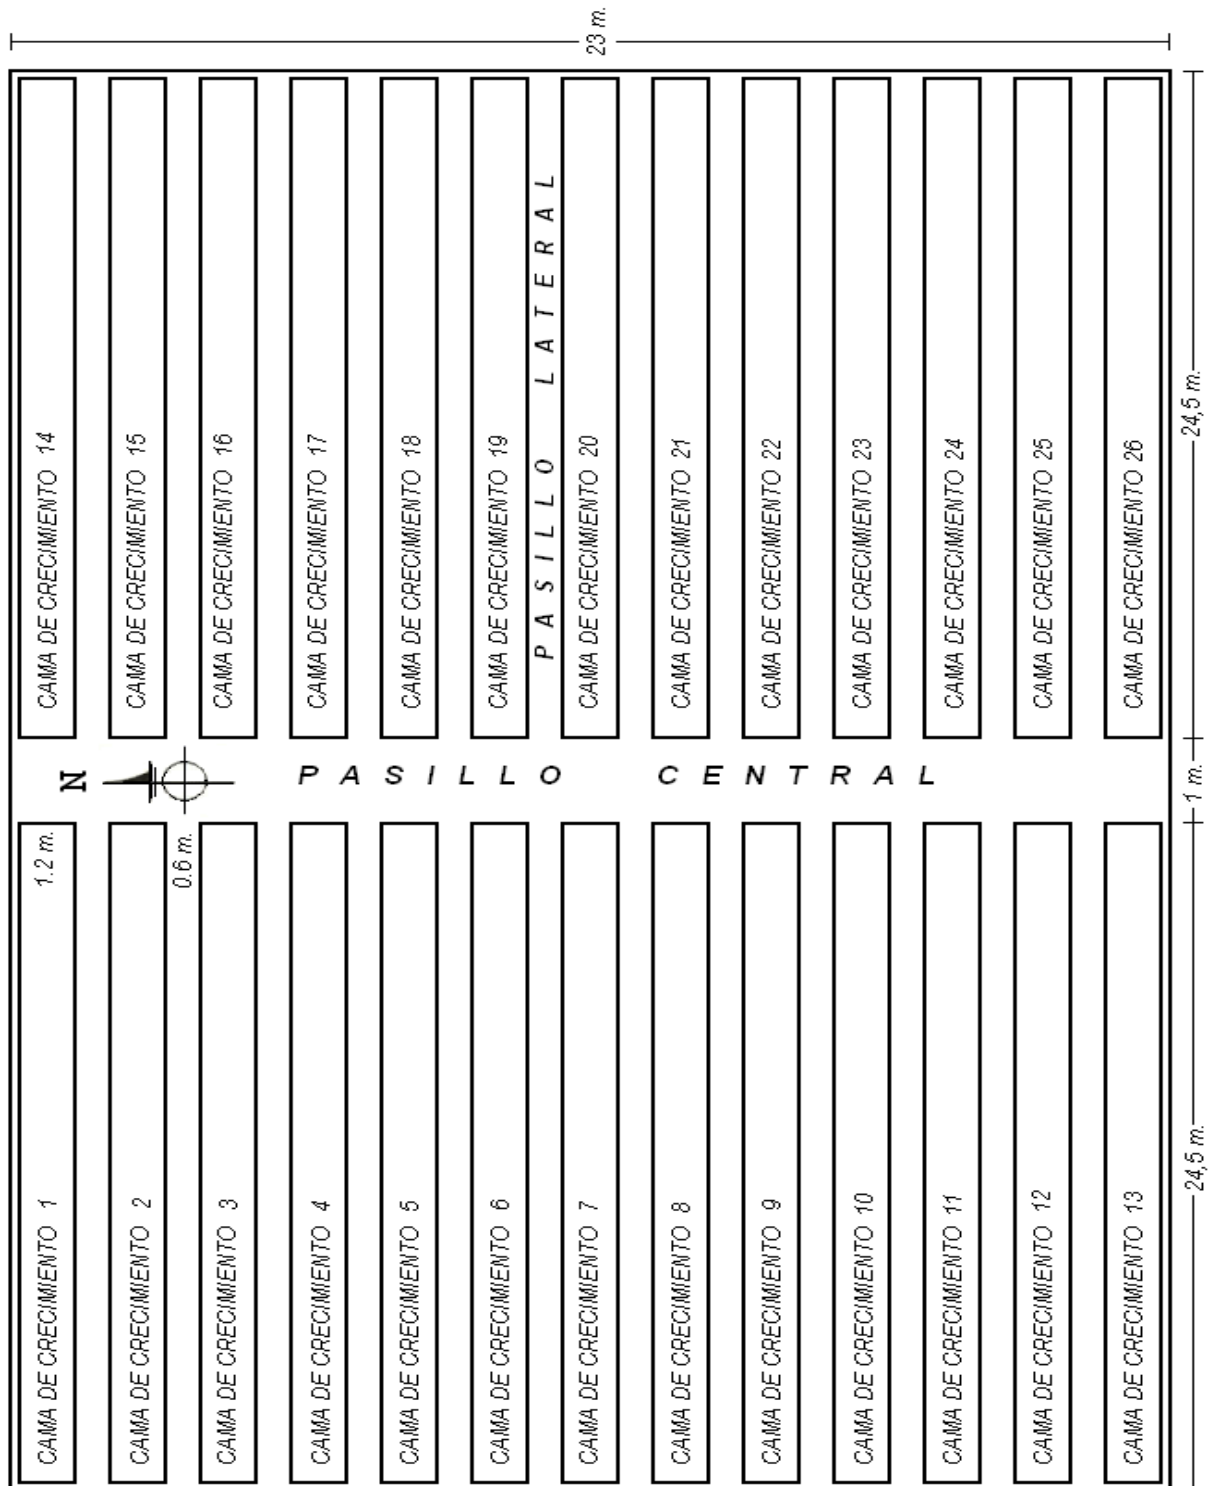 23 m.
CAMA DE CRECIMIENTO 14
CAMA DE CRECIMIENTO 15
CAMA DE CRECIMIENTO 16
CAMA DE CRECIMIENTO 17
CAMA DE CRECIMIENTO 18
CAMA DE CRECIMIENTO 19
PASILLO LATERAL
CAMA DE CRECIMIENTO 20
CAMA DE CRECIMIENTO 21
CAMA DE CRECIMIENTO 22
CAMA DE CRECIMIENTO 23
CAMA DE CRECIMIENTO 24
CAMA DE CRECIMIENTO 25
CAMA DE CRECIMIENTO 26
24,5 m.
N
PASILLO CENTRAL
1 m.
1.2 m.
0.6 m.
CAMA DE CRECIMIENTO 1
CAMA DE CRECIMIENTO 2
CAMA DE CRECIMIENTO 3
CAMA DE CRECIMIENTO 4
CAMA DE CRECIMIENTO 5
CAMA DE CRECIMIENTO 6
CAMA DE CRECIMIENTO 7
CAMA DE CRECIMIENTO 8
CAMA DE CRECIMIENTO 9
CAMA DE CRECIMIENTO 10
CAMA DE CRECIMIENTO 11
CAMA DE CRECIMIENTO 12
CAMA DE CRECIMIENTO 13
24,5 m.